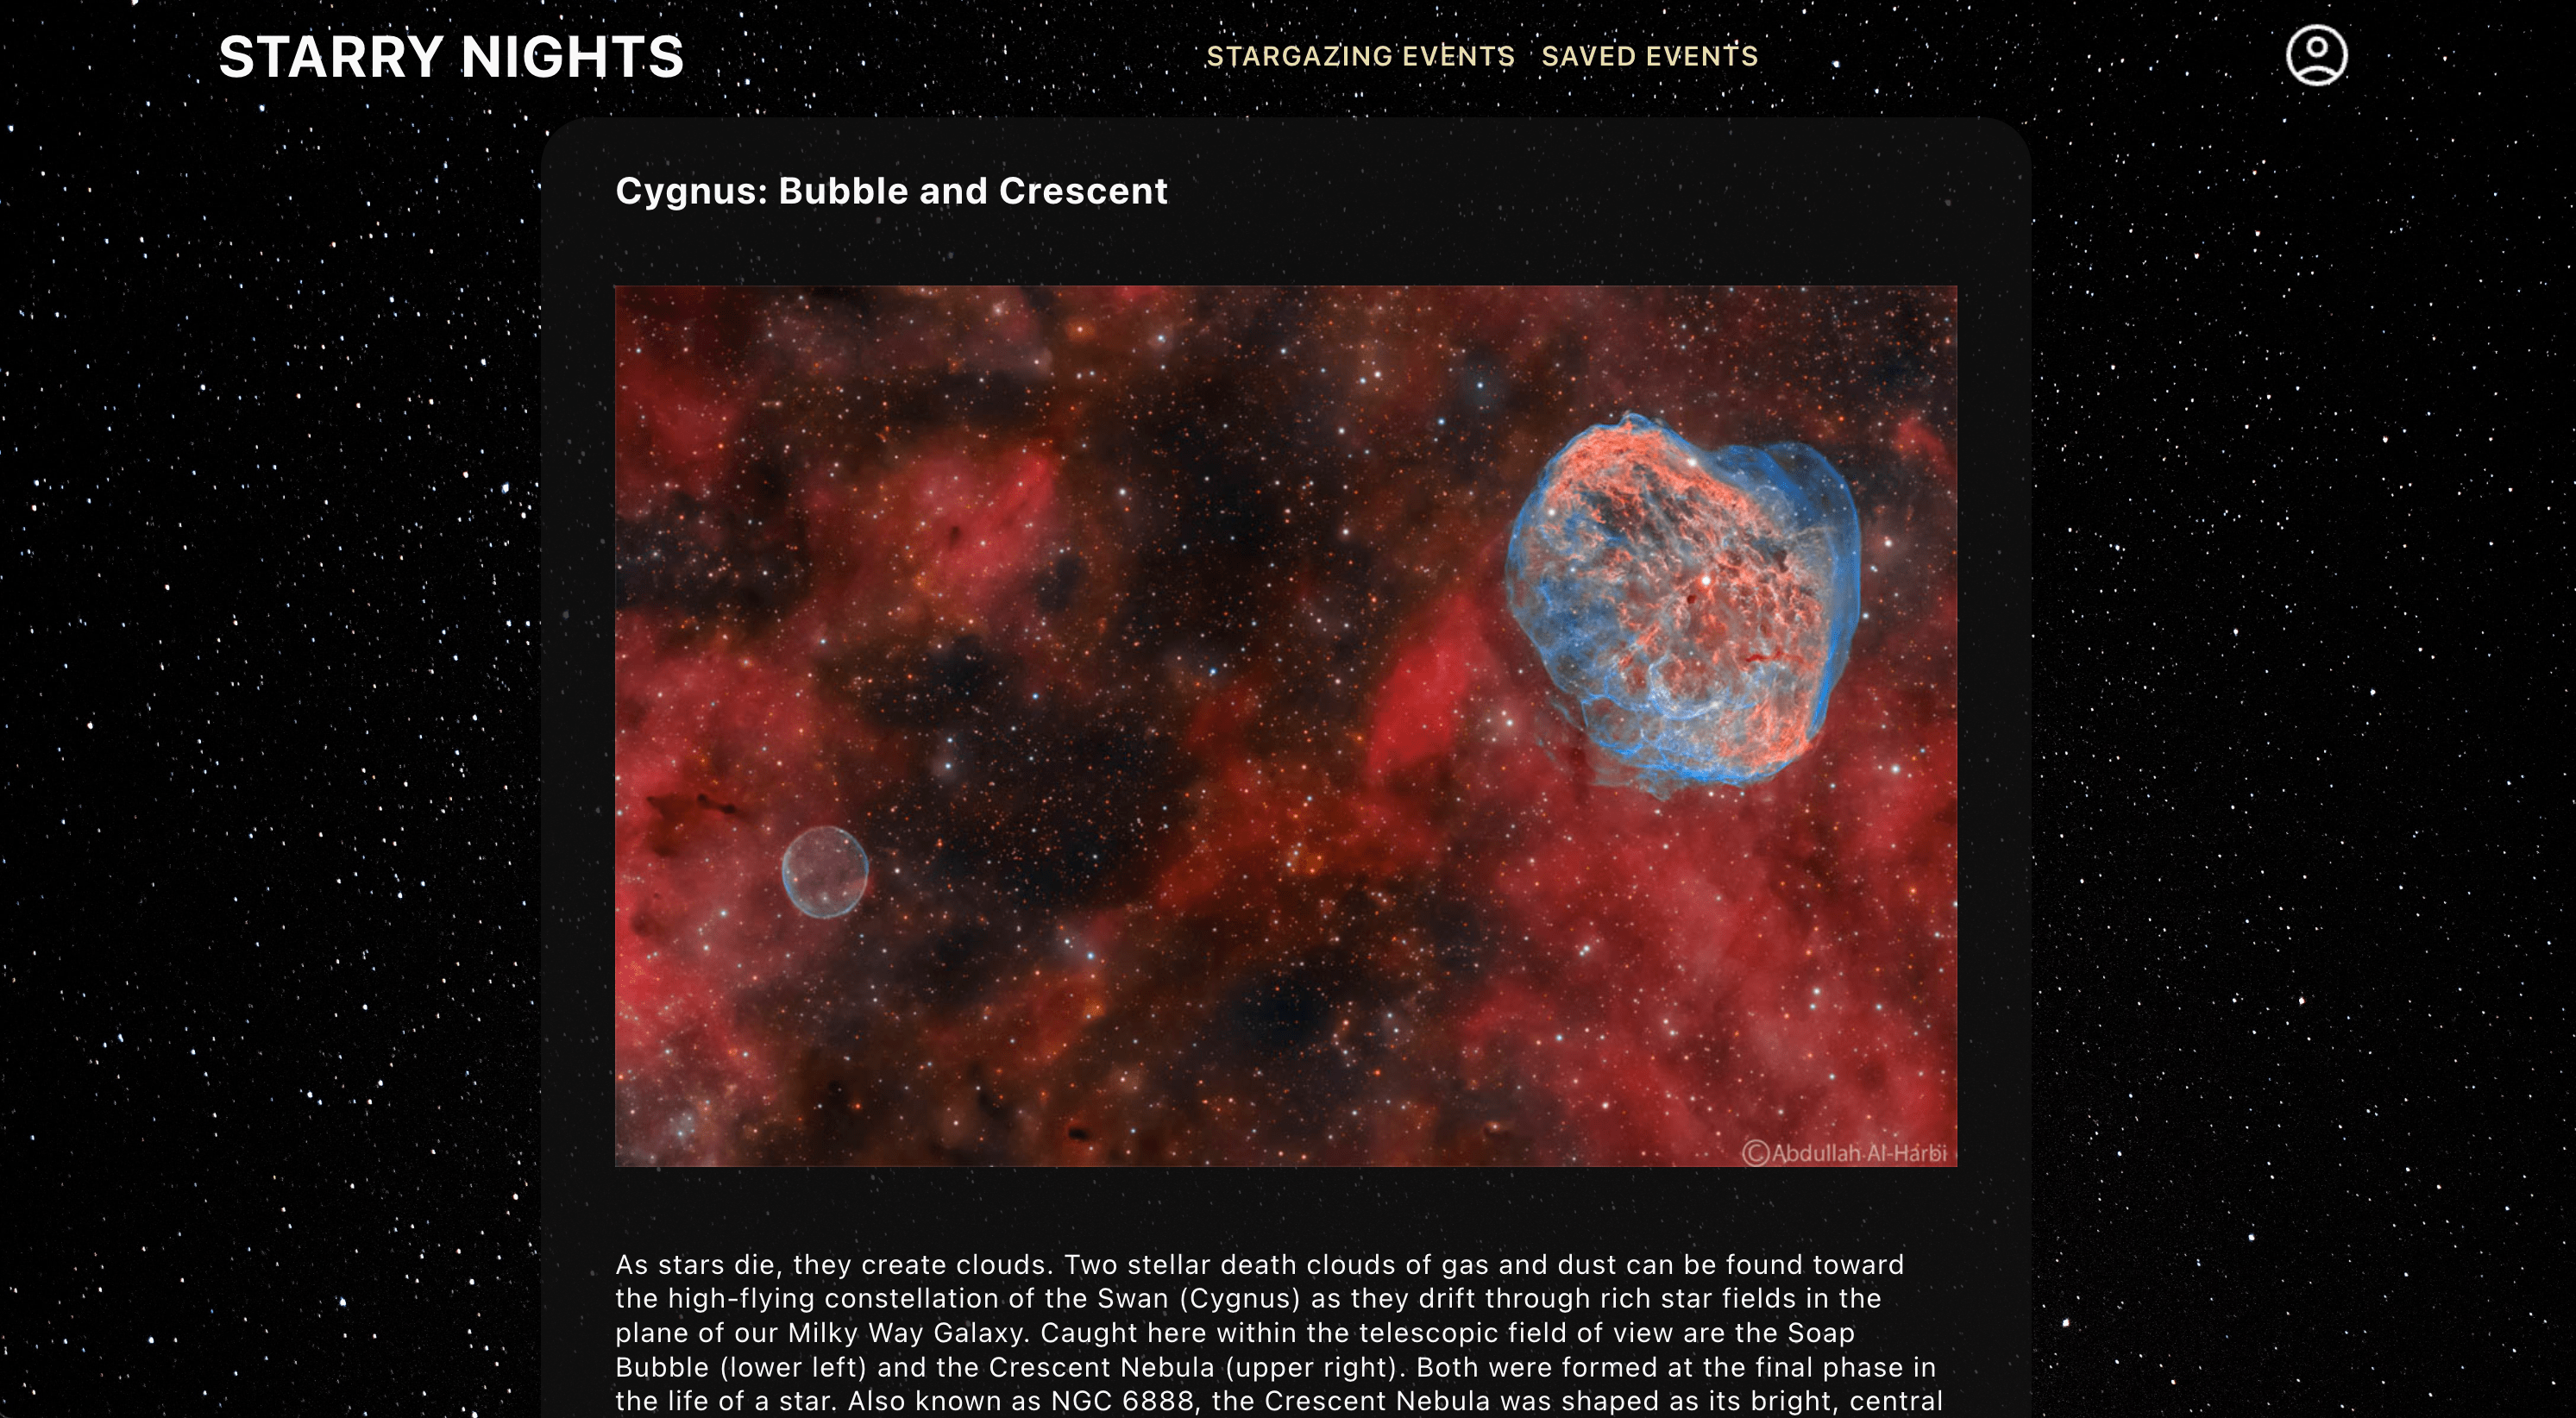 STARRY NIGHTS
STARGAZING EVENTS SAVED EVENTS
Cygnus: Bubble and Crescent
©Abdullah Al-Harbi
As stars die, they create clouds. Two stellar death clouds of gas and dust can be found toward
the high-flying constellation of the Swan (Cygnus) as they drift through rich star fields in the
plane of our Milky Way Galaxy. Caught here within the telescopic field of view are the Soap
Bubble (lower left) and the Crescent Nebula (upper right). Both were formed at the final phase in
the life of a star. Also known as NGC 6888, the Crescent Nebula was shaped as its bright, central